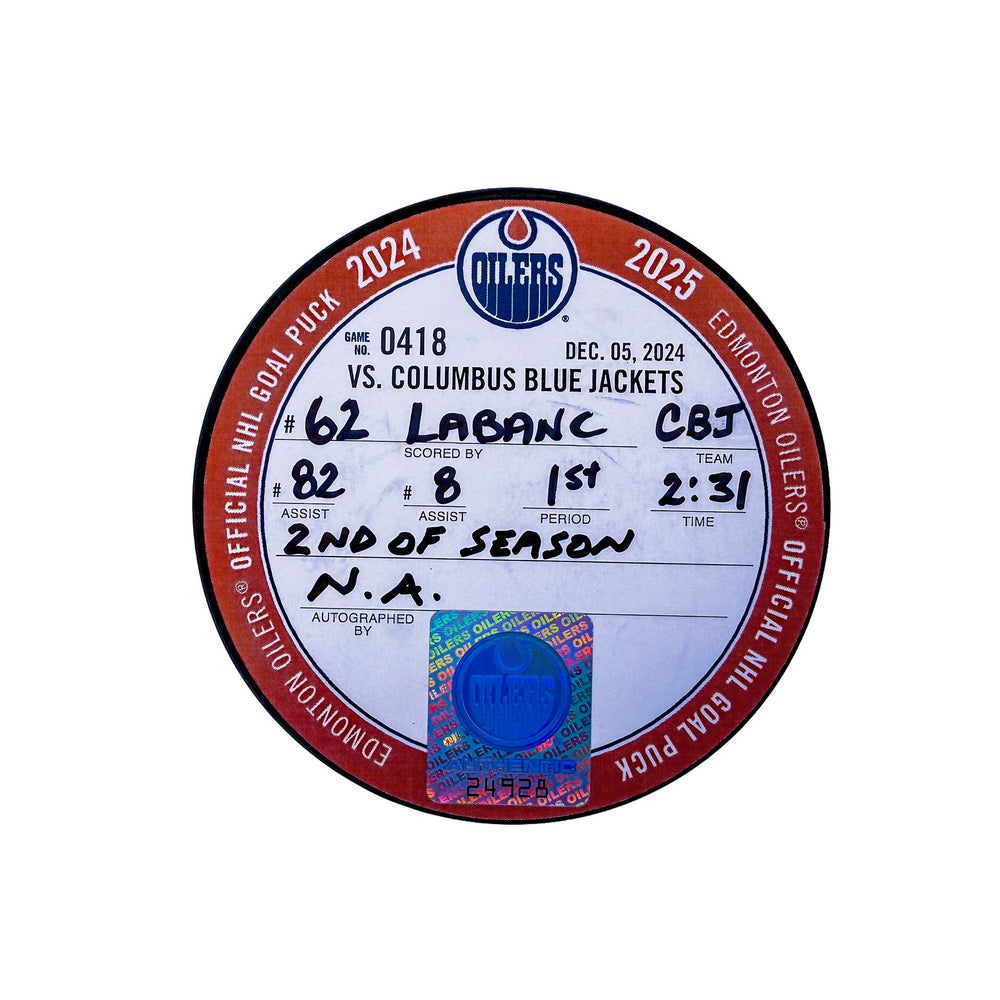 2024
2025
OILERS
®
EDMONTON OILERS® OFFICIAL NHL GOAL PUCK
EDMONTON OILERS® OFFICIAL NHL GOAL PUCK
GAME NO. 0418
DEC. 05, 2024
VS. COLUMBUS BLUE JACKETS
# 62 LABANC CBJ
SCORED BY TEAM
# 82 # 8 1st 2:31
ASSIST ASSIST PERIOD TIME
2ND OF SEASON
N.A.
AUTOGRAPHED
BY
OILERS
AUTHENTIC
24928